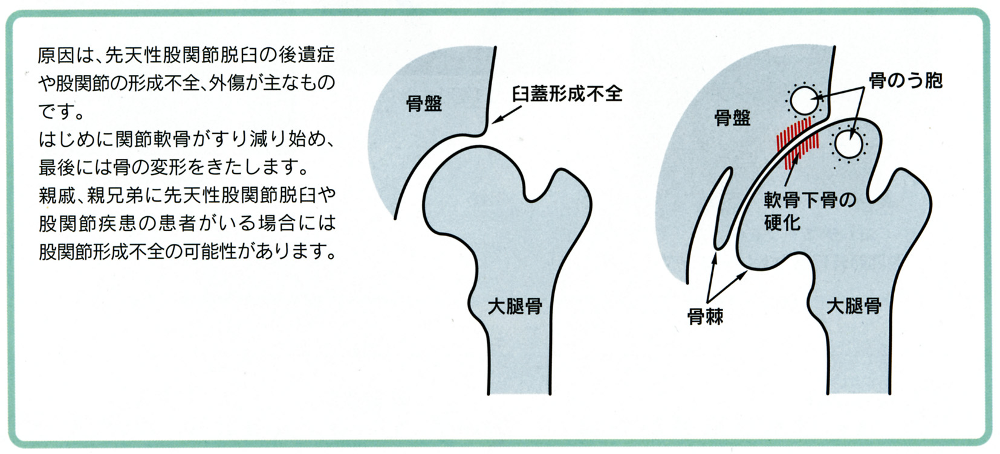 原因は、先天性股関節脱臼の後遺症
や股関節の形成不全、外傷が主なもの
です。
はじめに関節軟骨がすり減り始め、
最後には骨の変形をきたします。
親戚、親兄弟に先天性股関節脱臼や
股関節疾患の患者がいる場合には
股関節形成不全の可能性があります。
骨盤
臼蓋形成不全
大腿骨
骨盤
骨のう胞
軟骨下骨の
硬化
骨棘
大腿骨